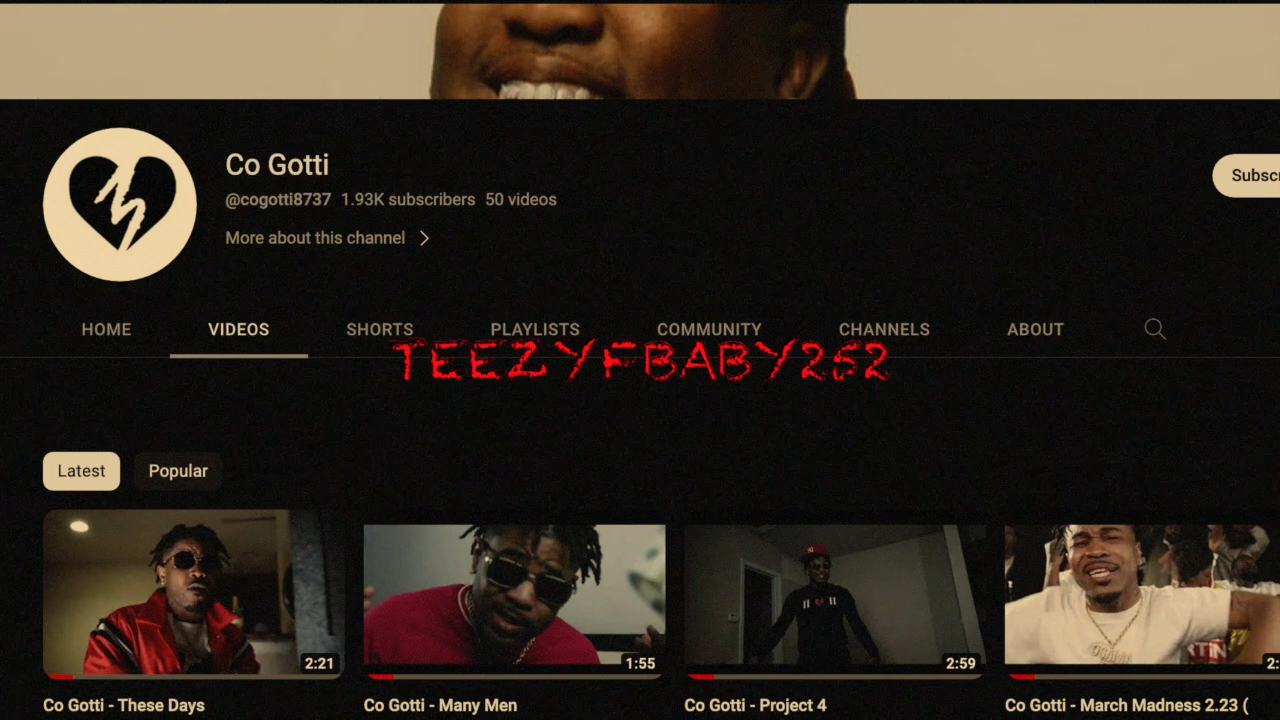 Co Gotti
@cogotti8737 1.93K subscribers 50 videos
More about this channel
Subscr
HOME VIDEOS SHORTS PLAYLISTS COMMUNITY CHANNELS ABOUT
TEEZYFBABY252
Latest Popular
2:21 1:55 2:59 2:
Co Gotti - These Days Co Gotti - Many Men Co Gotti - Project 4 Co Gotti - March Madness 2.23 (